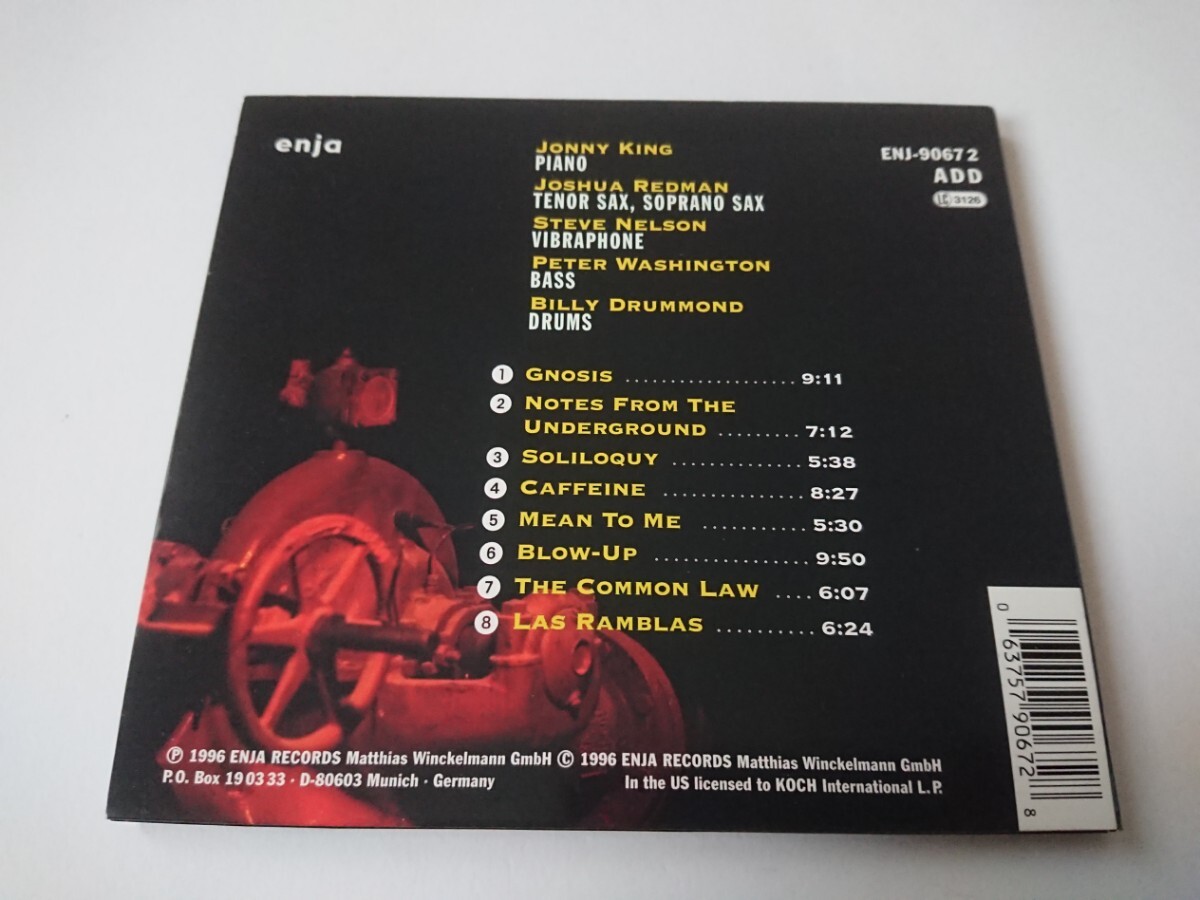 enja
JONNY KING
PIANO
JOSHUA REDMAN
TENOR SAX, SOPRANO SAX
STEVE NELSON
VIBRAPHONE
PETER WASHINGTON
BASS
BILLY DRUMMOND
DRUMS
ENJ-9067 2
ADD
LC 3126
1 GNOSIS .................... 9:11
2 NOTES FROM THE
UNDERGROUND ......... 7:12
3 SOLILOQUY ............ 5:38
4 CAFFEINE ............. 8:27
5 MEAN TO ME .......... 5:30
6 BLOW-UP .............. 9:50
7 THE COMMON LAW .... 6:07
8 LAS RAMBLAS .......... 6:24
℗ 1996 ENJA RECORDS Matthias Winckelmann GmbH © 1996 ENJA RECORDS Matthias Winckelmann GmbH
P.O. Box 19 03 33 · D-80603 Munich · Germany
In the US licensed to KOCH International L.P.
0 63757 90672 8